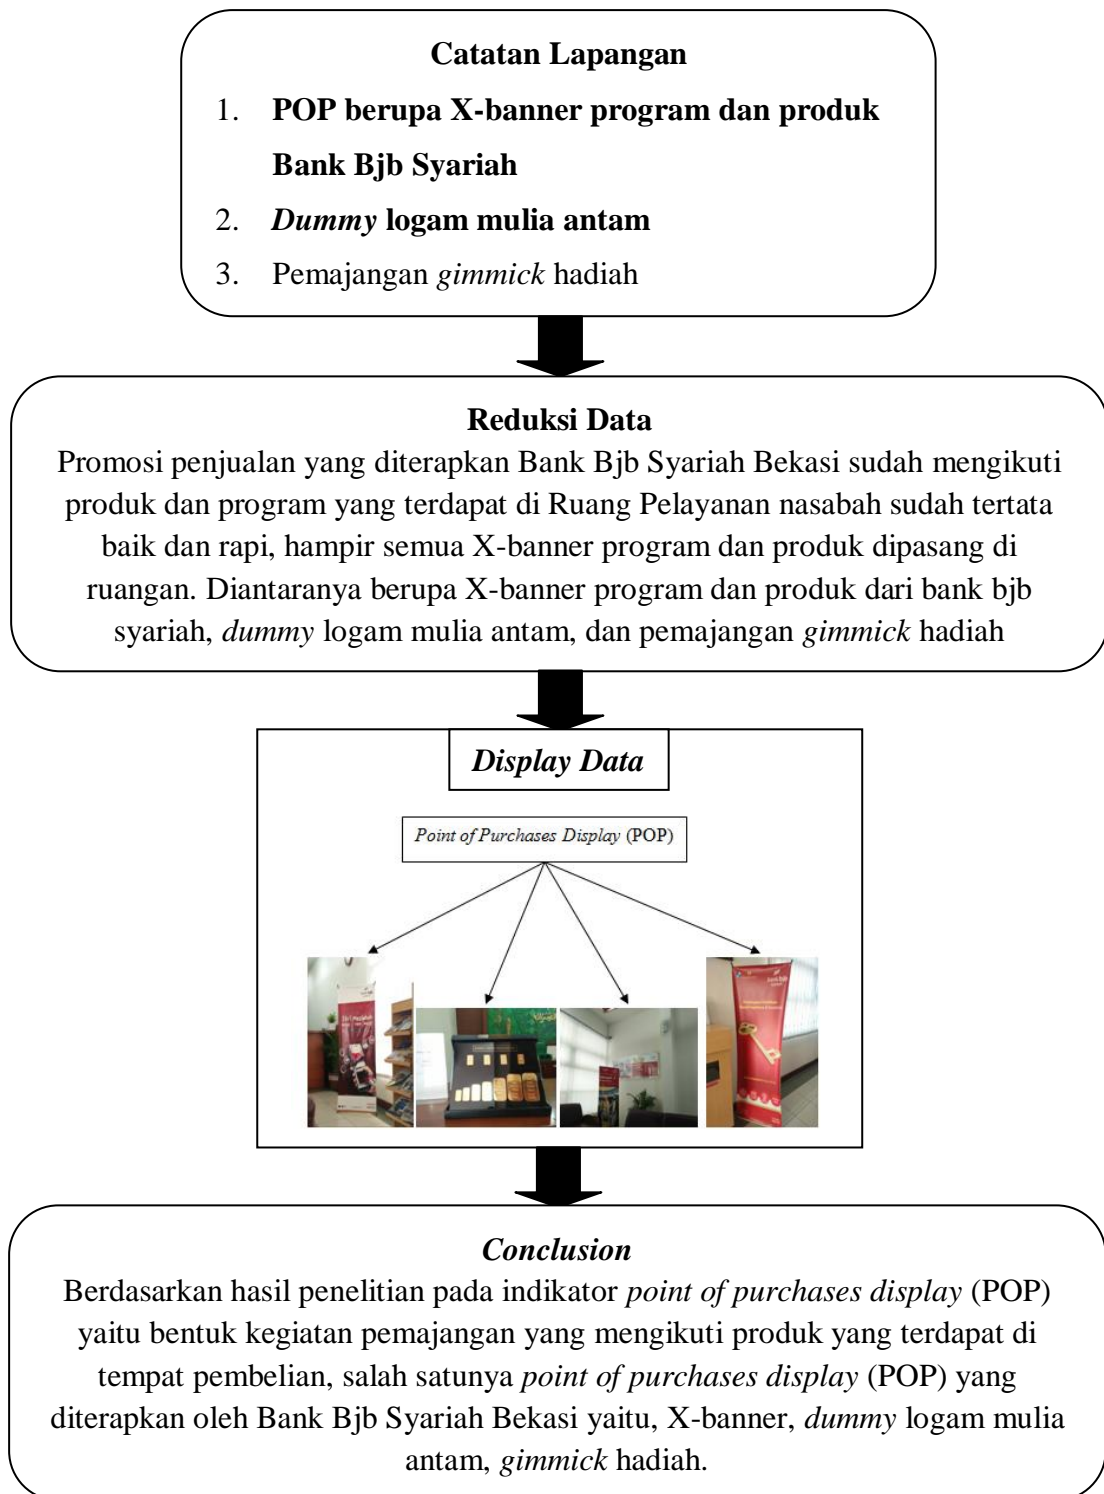 Catatan Lapangan
1. POP berupa X-banner program dan produk
Bank Bjb Syariah
2. Dummy logam mulia antam
3. Pemajangan gimmick hadiah
Reduksi Data
Promosi penjualan yang diterapkan Bank Bjb Syariah Bekasi sudah mengikuti
produk dan program yang terdapat di Ruang Pelayanan nasabah sudah tertata
baik dan rapi, hampir semua X-banner program dan produk dipasang di
ruangan. Diantaranya berupa X-banner program dan produk dari bank bjb
syariah, dummy logam mulia antam, dan pemajangan gimmick hadiah
Display Data
Point of Purchases Display (POP)
Conclusion
Berdasarkan hasil penelitian pada indikator point of purchases display (POP)
yaitu bentuk kegiatan pemajangan yang mengikuti produk yang terdapat di
tempat pembelian, salah satunya point of purchases display (POP) yang
diterapkan oleh Bank Bjb Syariah Bekasi yaitu, X-banner, dummy logam mulia
antam, gimmick hadiah.